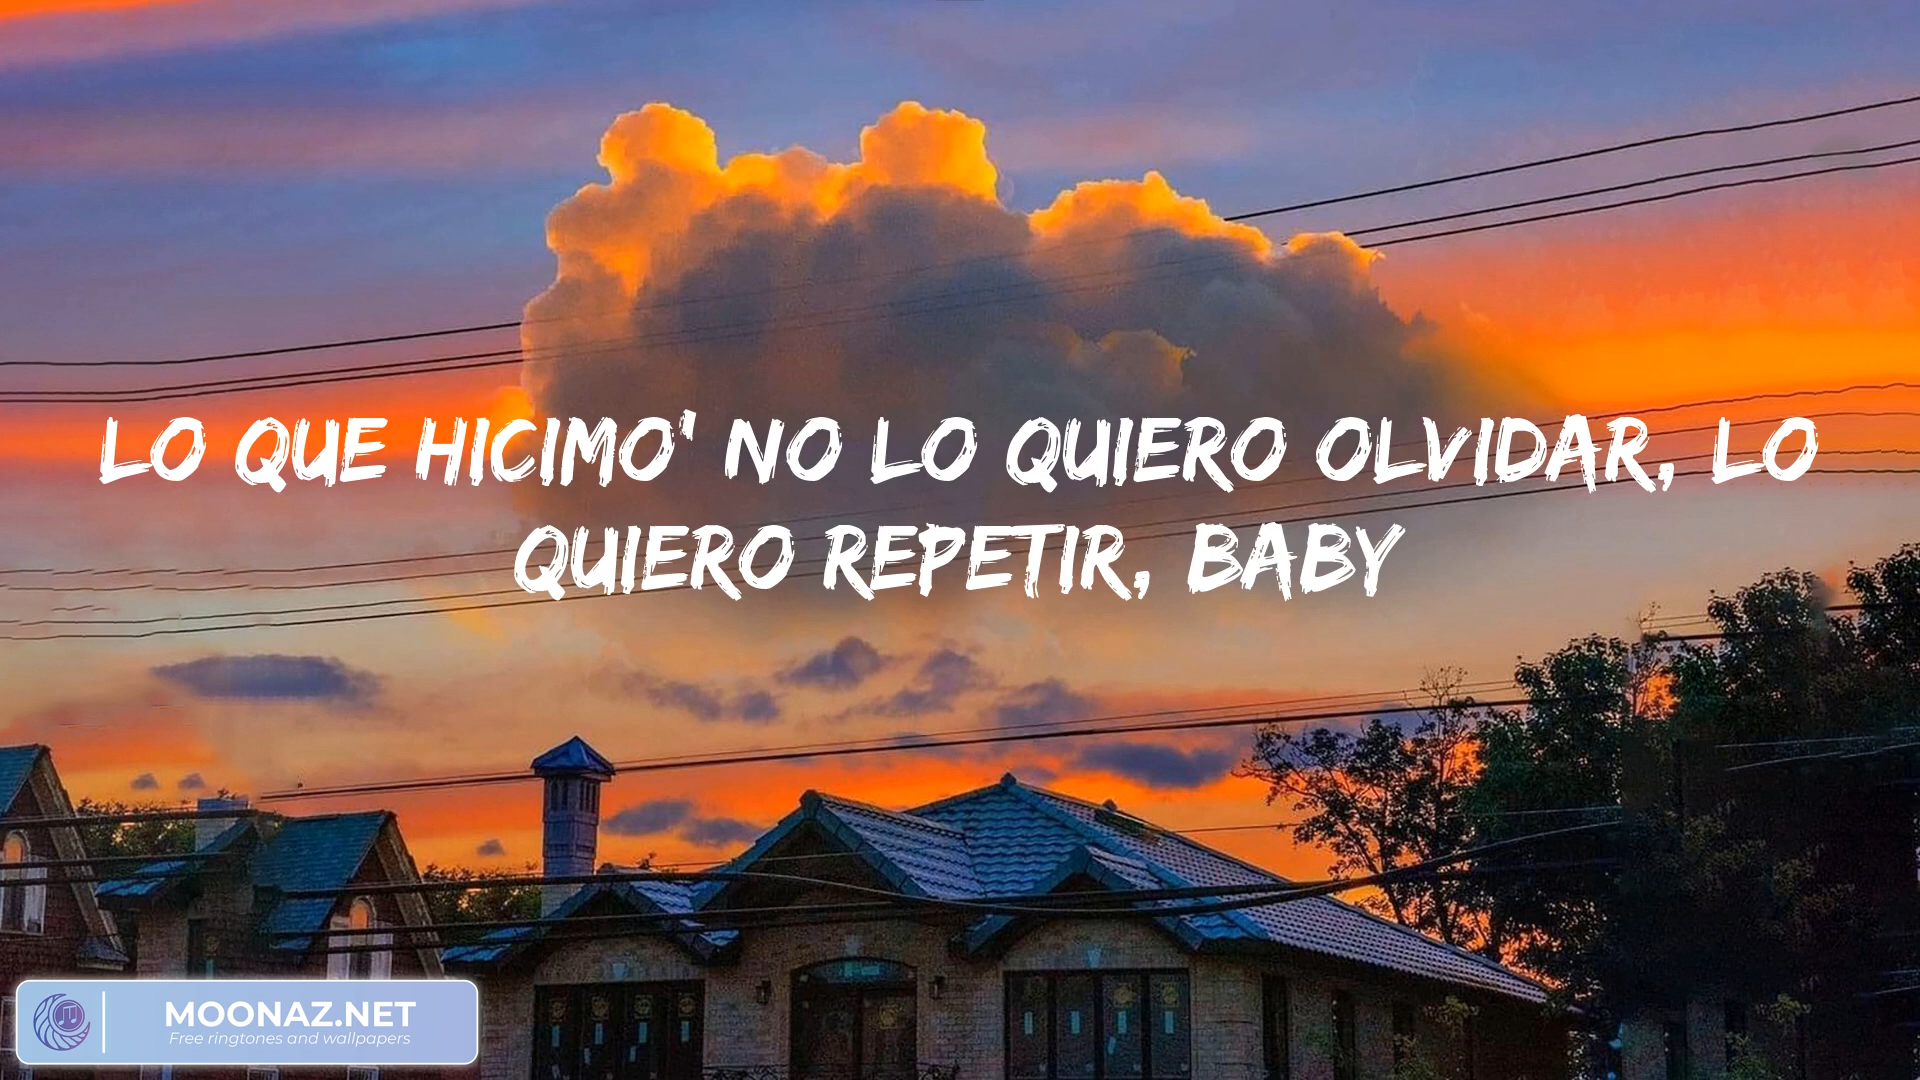 LO QUE HICIMO' NO LO QUIERO OLVIDAR, LO
QUIERO REPETIR, BABY
MOONAZ.NET
Free ringtones and wallpapers